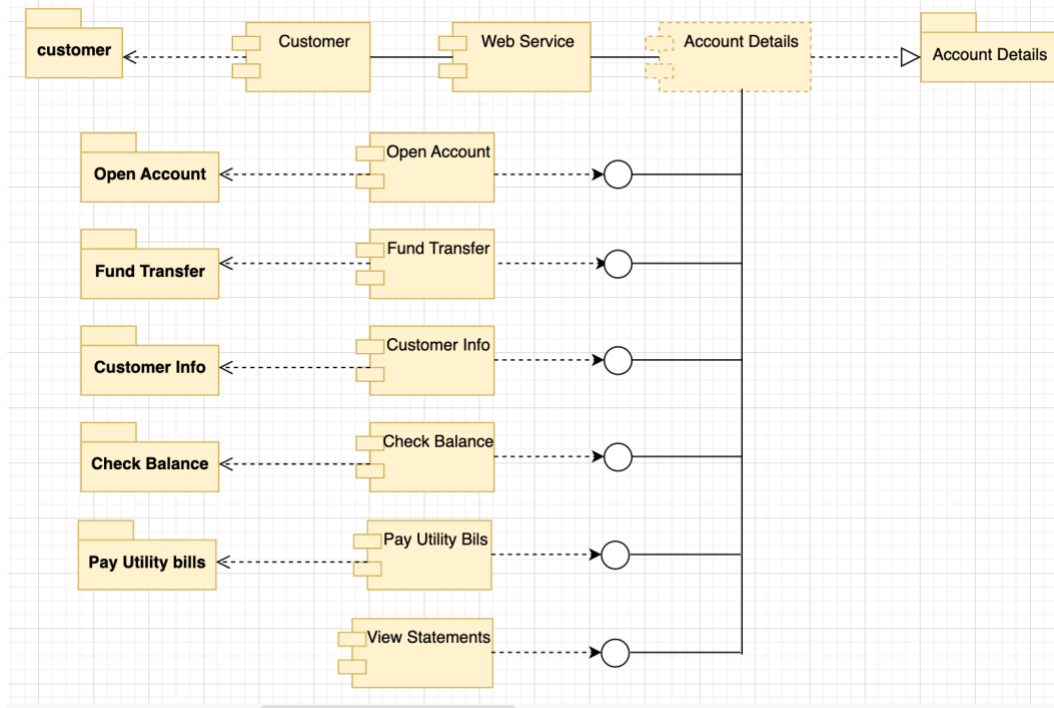 customer
Customer
Web Service
Account Details
Account Details
Open Account
Open Account
Fund Transfer
Fund Transfer
Customer Info
Customer Info
Check Balance
Check Balance
Pay Utility bills
Pay Utility Bils
View Statements